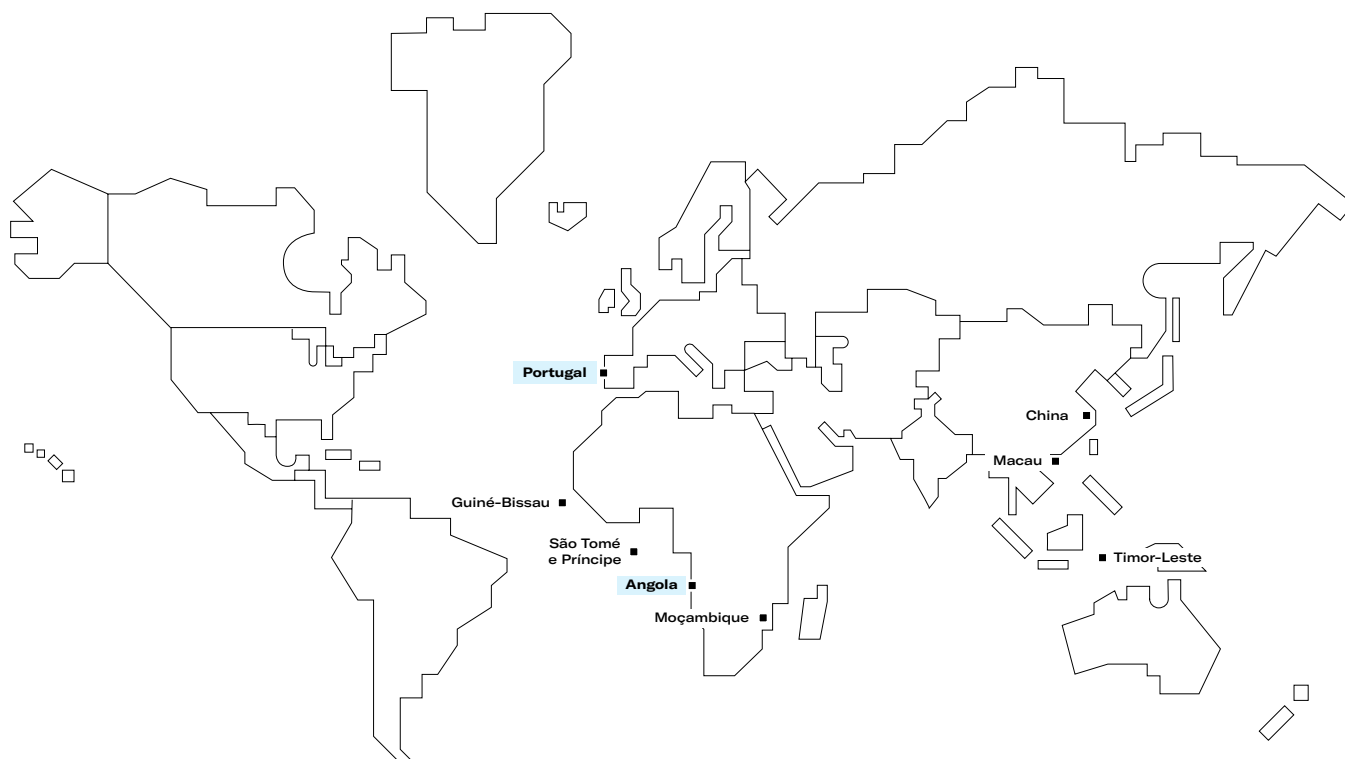 Portugal
China
Macau
Guiné-Bissau
São Tomé
e Príncipe
Timor-Leste
Angola
Moçambique